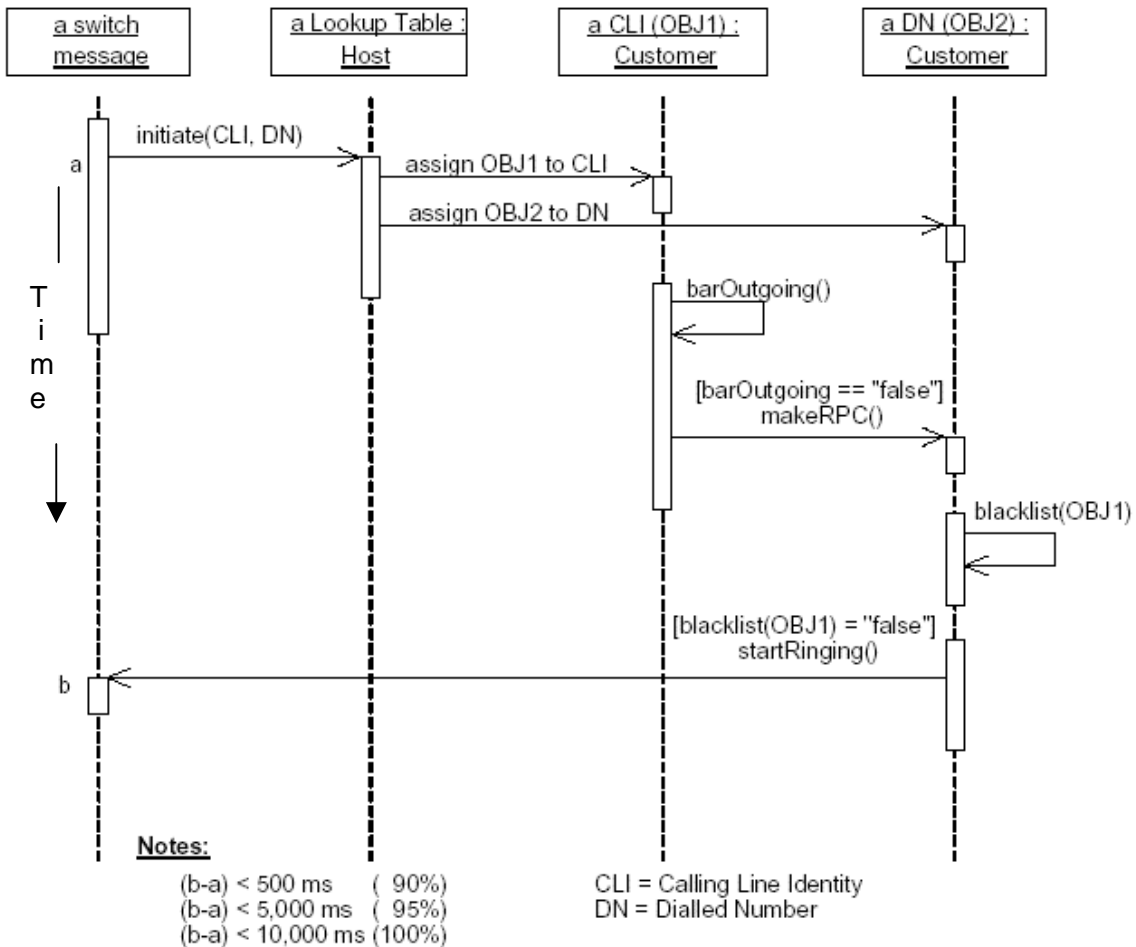 a switch
message
a Lookup Table :
Host
a CLI (OBJ1) :
Customer
a DN (OBJ2) :
Customer
initiate(CLI, DN)
a
assign OBJ1 to CLI
assign OBJ2 to DN
T
i
m
e
barOutgoing()
[barOutgoing == "false"]
makeRPC()
blacklist(OBJ1)
[blacklist(OBJ1) = "false"]
startRinging()
b
Notes:
(b-a) < 500 ms ( 90%)
(b-a) < 5,000 ms ( 95%)
(b-a) < 10,000 ms (100%)
CLI = Calling Line Identity
DN = Dialled Number